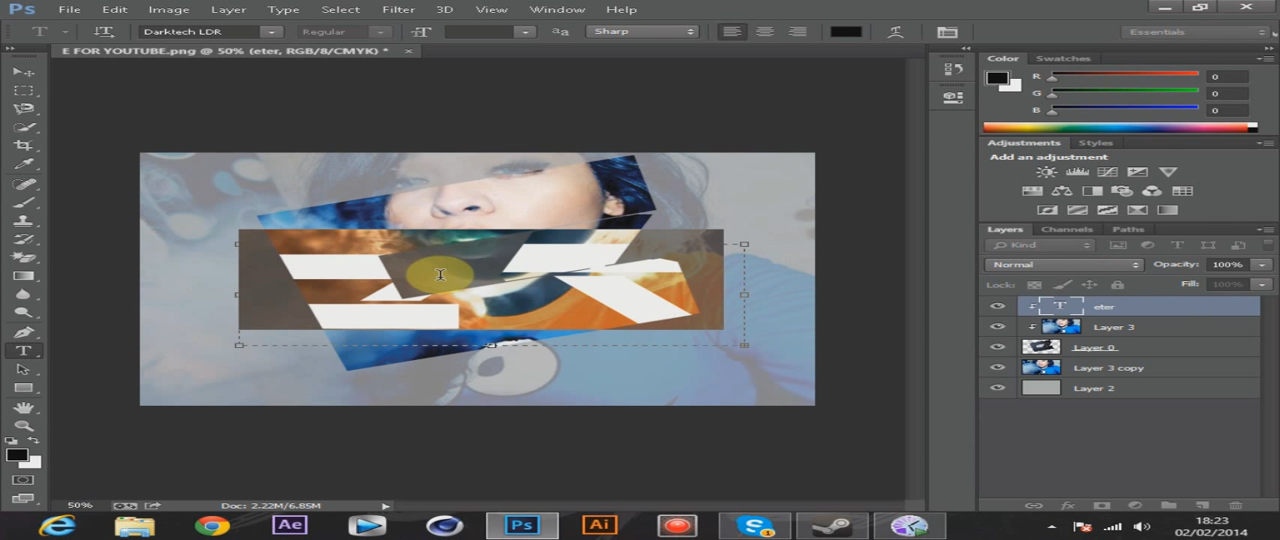 Ps File Edit Image Layer Type Select Filter 3D View Window Help
T Darktech LDR Regular Sharp Essentials
E FOR YOUTUBE.png @ 50% (eter, RGB/8/CMYK) * ×
Color Swatches
R 0
G 0
B 0
Adjustments Styles
Add an adjustment
Layers Channels Paths
Kind
Normal Opacity: 100%
Lock: Fill: 100%
T eter
Layer 3
Layer 0
Layer 3 copy
Layer 2
50% Doc: 2.22M/6.85M
Ae Ps Ai 18:23
02/02/2014